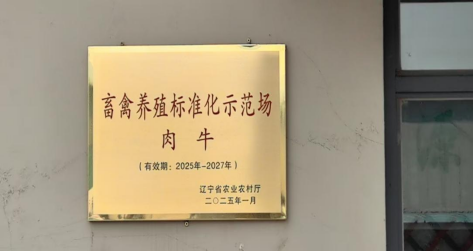 畜禽养殖标准化示范场
肉 牛
（有效期：2025年-2027年）
辽宁省农业农村厅
二〇二五年一月